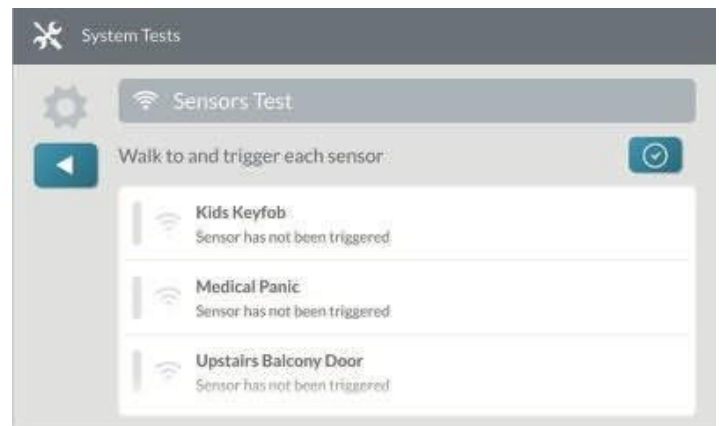 System Tests
Sensors Test
Walk to and trigger each sensor
Kids Keyfob
Sensor has not been triggered
Medical Panic
Sensor has not been triggered
Upstairs Balcony Door
Sensor has not been triggered